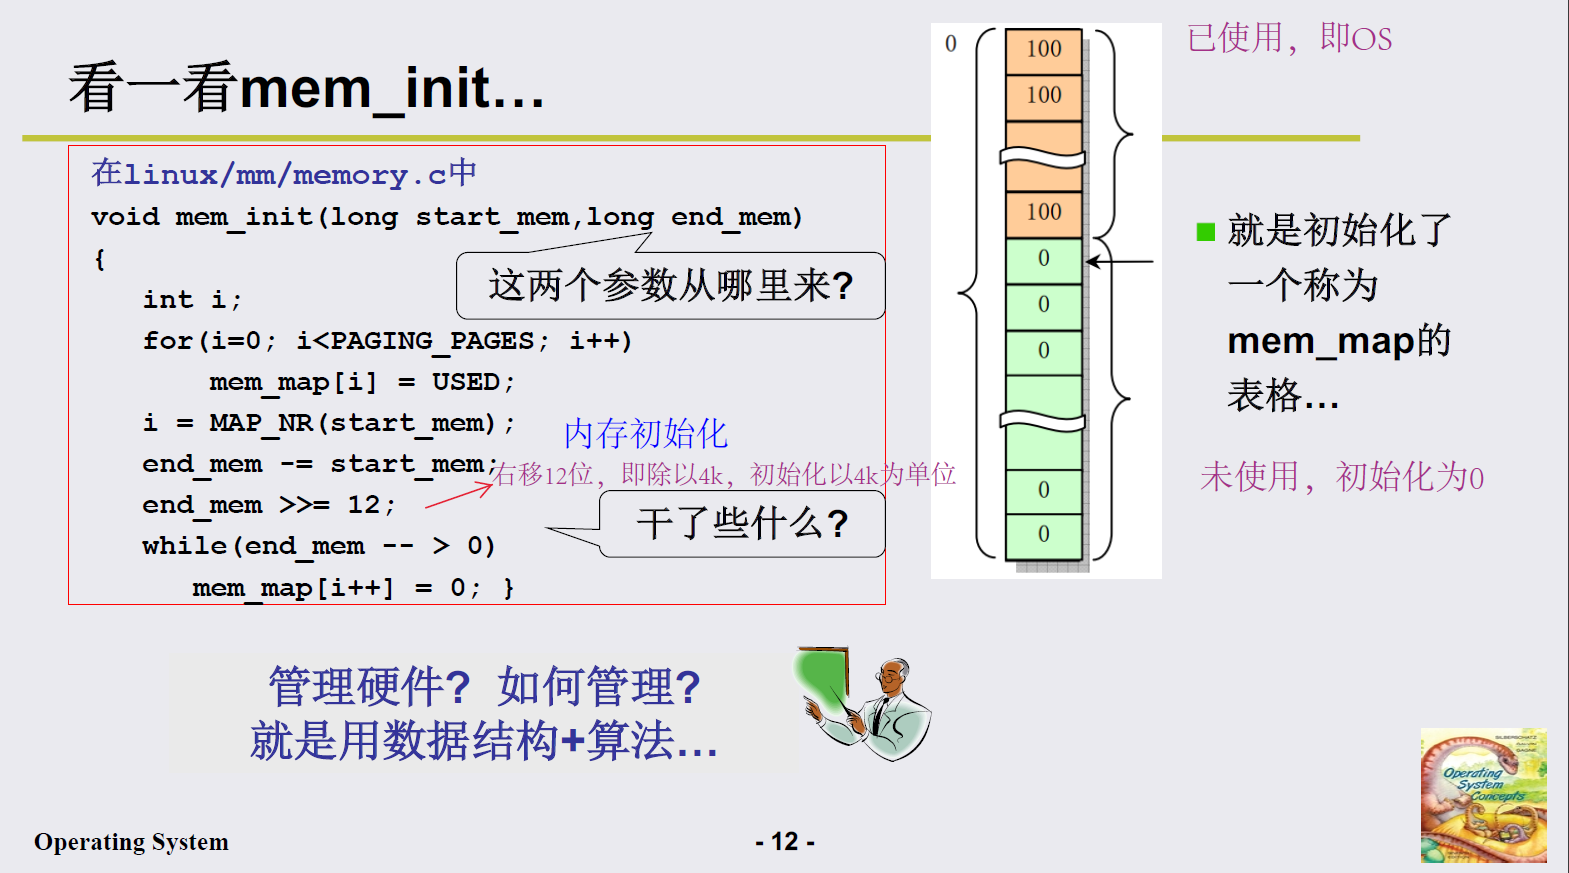 看一看mem_init...
在linux/mm/memory.c中
void mem_init(long start_mem,long end_mem)
{
这两个参数从哪里来?
int i;
for(i=0; i<PAGING_PAGES; i++)
mem_map[i] = USED;
i = MAP_NR(start_mem);
内存初始化
end_mem -= start_mem;
右移12位，即除以4k，初始化以4k为单位
end_mem >>= 12;
干了些什么?
while(end_mem -- > 0)
mem_map[i++] = 0; }
0
100
100
100
0
0
0
0
0
已使用，即OS
就是初始化了
一个称为
mem_map的
表格...
未使用，初始化为0
管理硬件? 如何管理?
就是用数据结构+算法...
SILBERSCHATZ
GALVIN
GAGNE
Operating
System
Concepts
Operating System
- 12 -